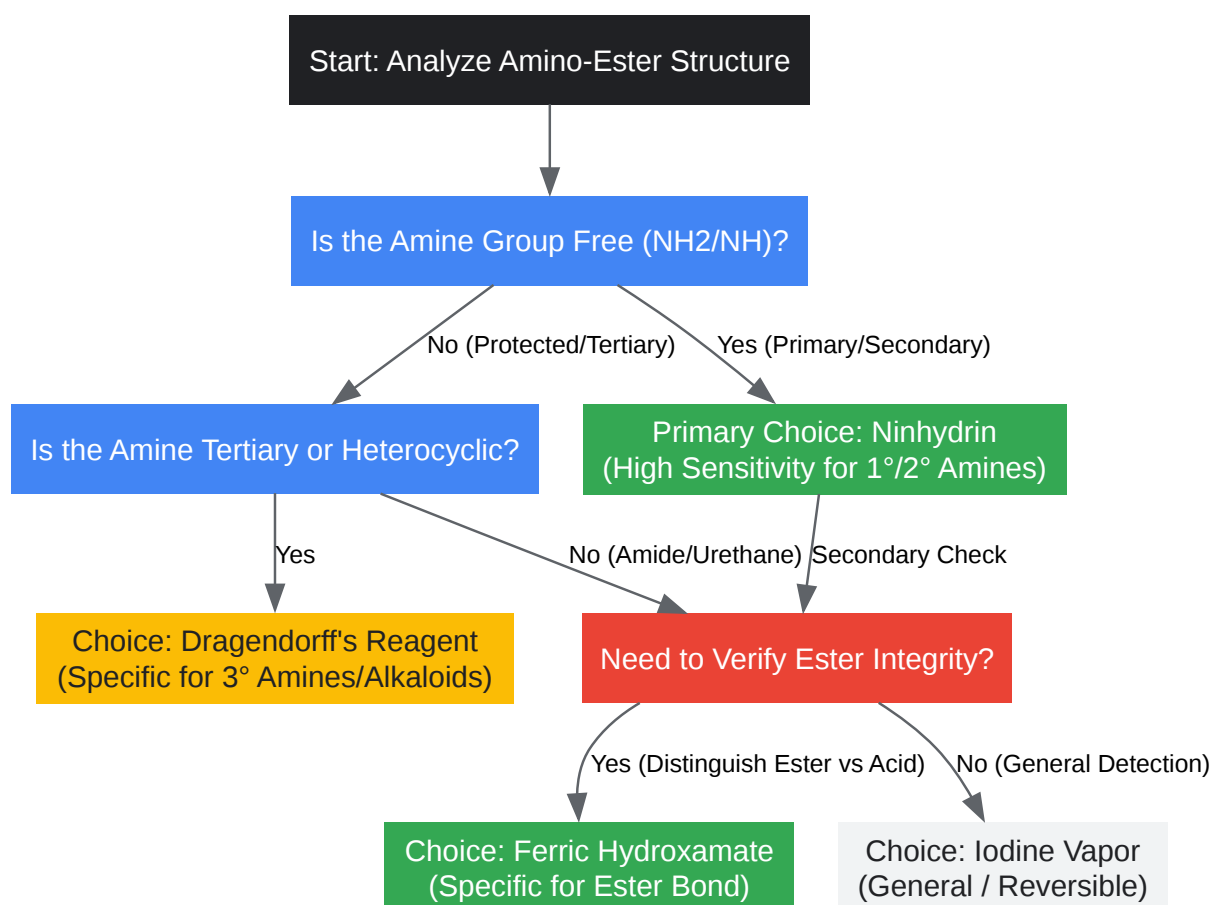 Start: Analyze Amino-Ester Structure
Is the Amine Group Free (NH2/NH)?
No (Protected/Tertiary)
Yes (Primary/Secondary)
Is the Amine Tertiary or Heterocyclic?
Primary Choice: Ninhydrin
(High Sensitivity for 1°/2° Amines)
Yes
No (Amide/Urethane)
Secondary Check
Choice: Dragendorff's Reagent
(Specific for 3° Amines/Alkaloids)
Need to Verify Ester Integrity?
Yes (Distinguish Ester vs Acid)
No (General Detection)
Choice: Ferric Hydroxamate
(Specific for Ester Bond)
Choice: Iodine Vapor
(General / Reversible)